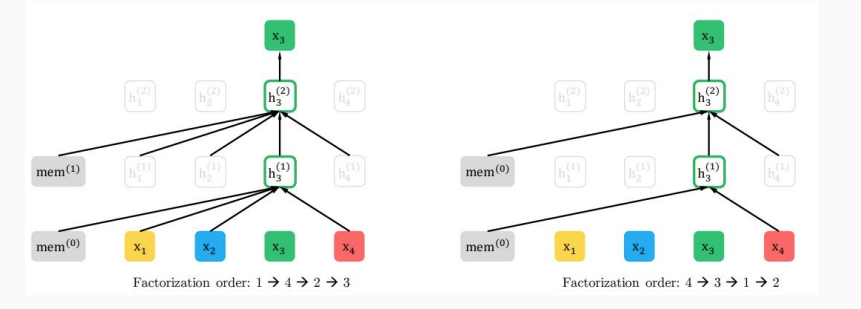 x₃ x₃
h₁⁽²⁾ h₂⁽²⁾ h₃⁽²⁾ h₄⁽²⁾ h₁⁽²⁾ h₂⁽²⁾ h₃⁽²⁾ h₄⁽²⁾
mem⁽¹⁾ h₁⁽¹⁾ h₂⁽¹⁾ h₃⁽¹⁾ h₄⁽¹⁾ mem⁽⁰⁾ h₁⁽¹⁾ h₂⁽¹⁾ h₃⁽¹⁾ h₄⁽¹⁾
mem⁽⁰⁾ x₁ x₂ x₃ x₄ mem⁽⁰⁾ x₁ x₂ x₃ x₄
Factorization order: 1 → 4 → 2 → 3 Factorization order: 4 → 3 → 1 → 2